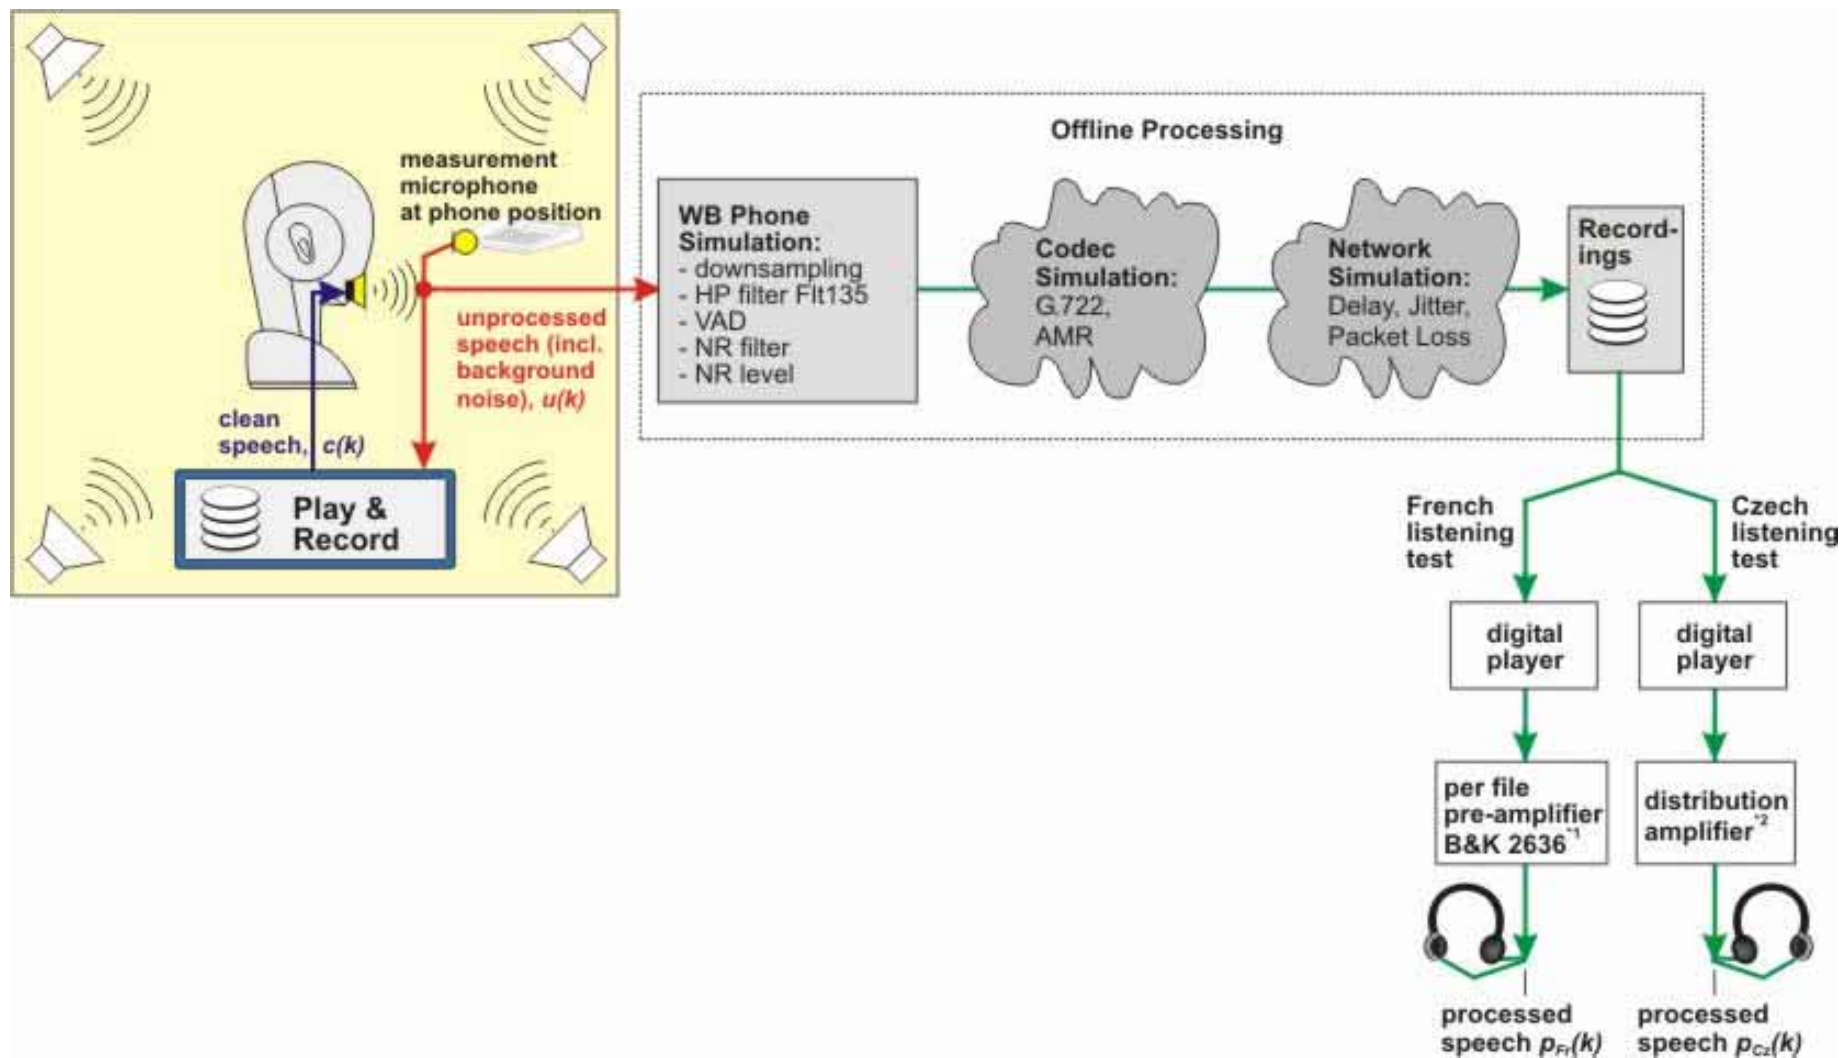 measurement
microphone
at phone position
unprocessed
speech (incl.
background
noise), u(k)
clean
speech, c(k)
Play &
Record
Offline Processing
WB Phone
Simulation:
- downsampling
- HP filter Flt135
- VAD
- NR filter
- NR level
Codec
Simulation:
G.722,
AMR
Network
Simulation:
Delay, Jitter,
Packet Loss
Record-
ings
French
listening
test
Czech
listening
test
digital
player
digital
player
per file
pre-amplifier
B&K 2636*1
distribution
amplifier*2
processed
speech pFr(k)
processed
speech pCz(k)